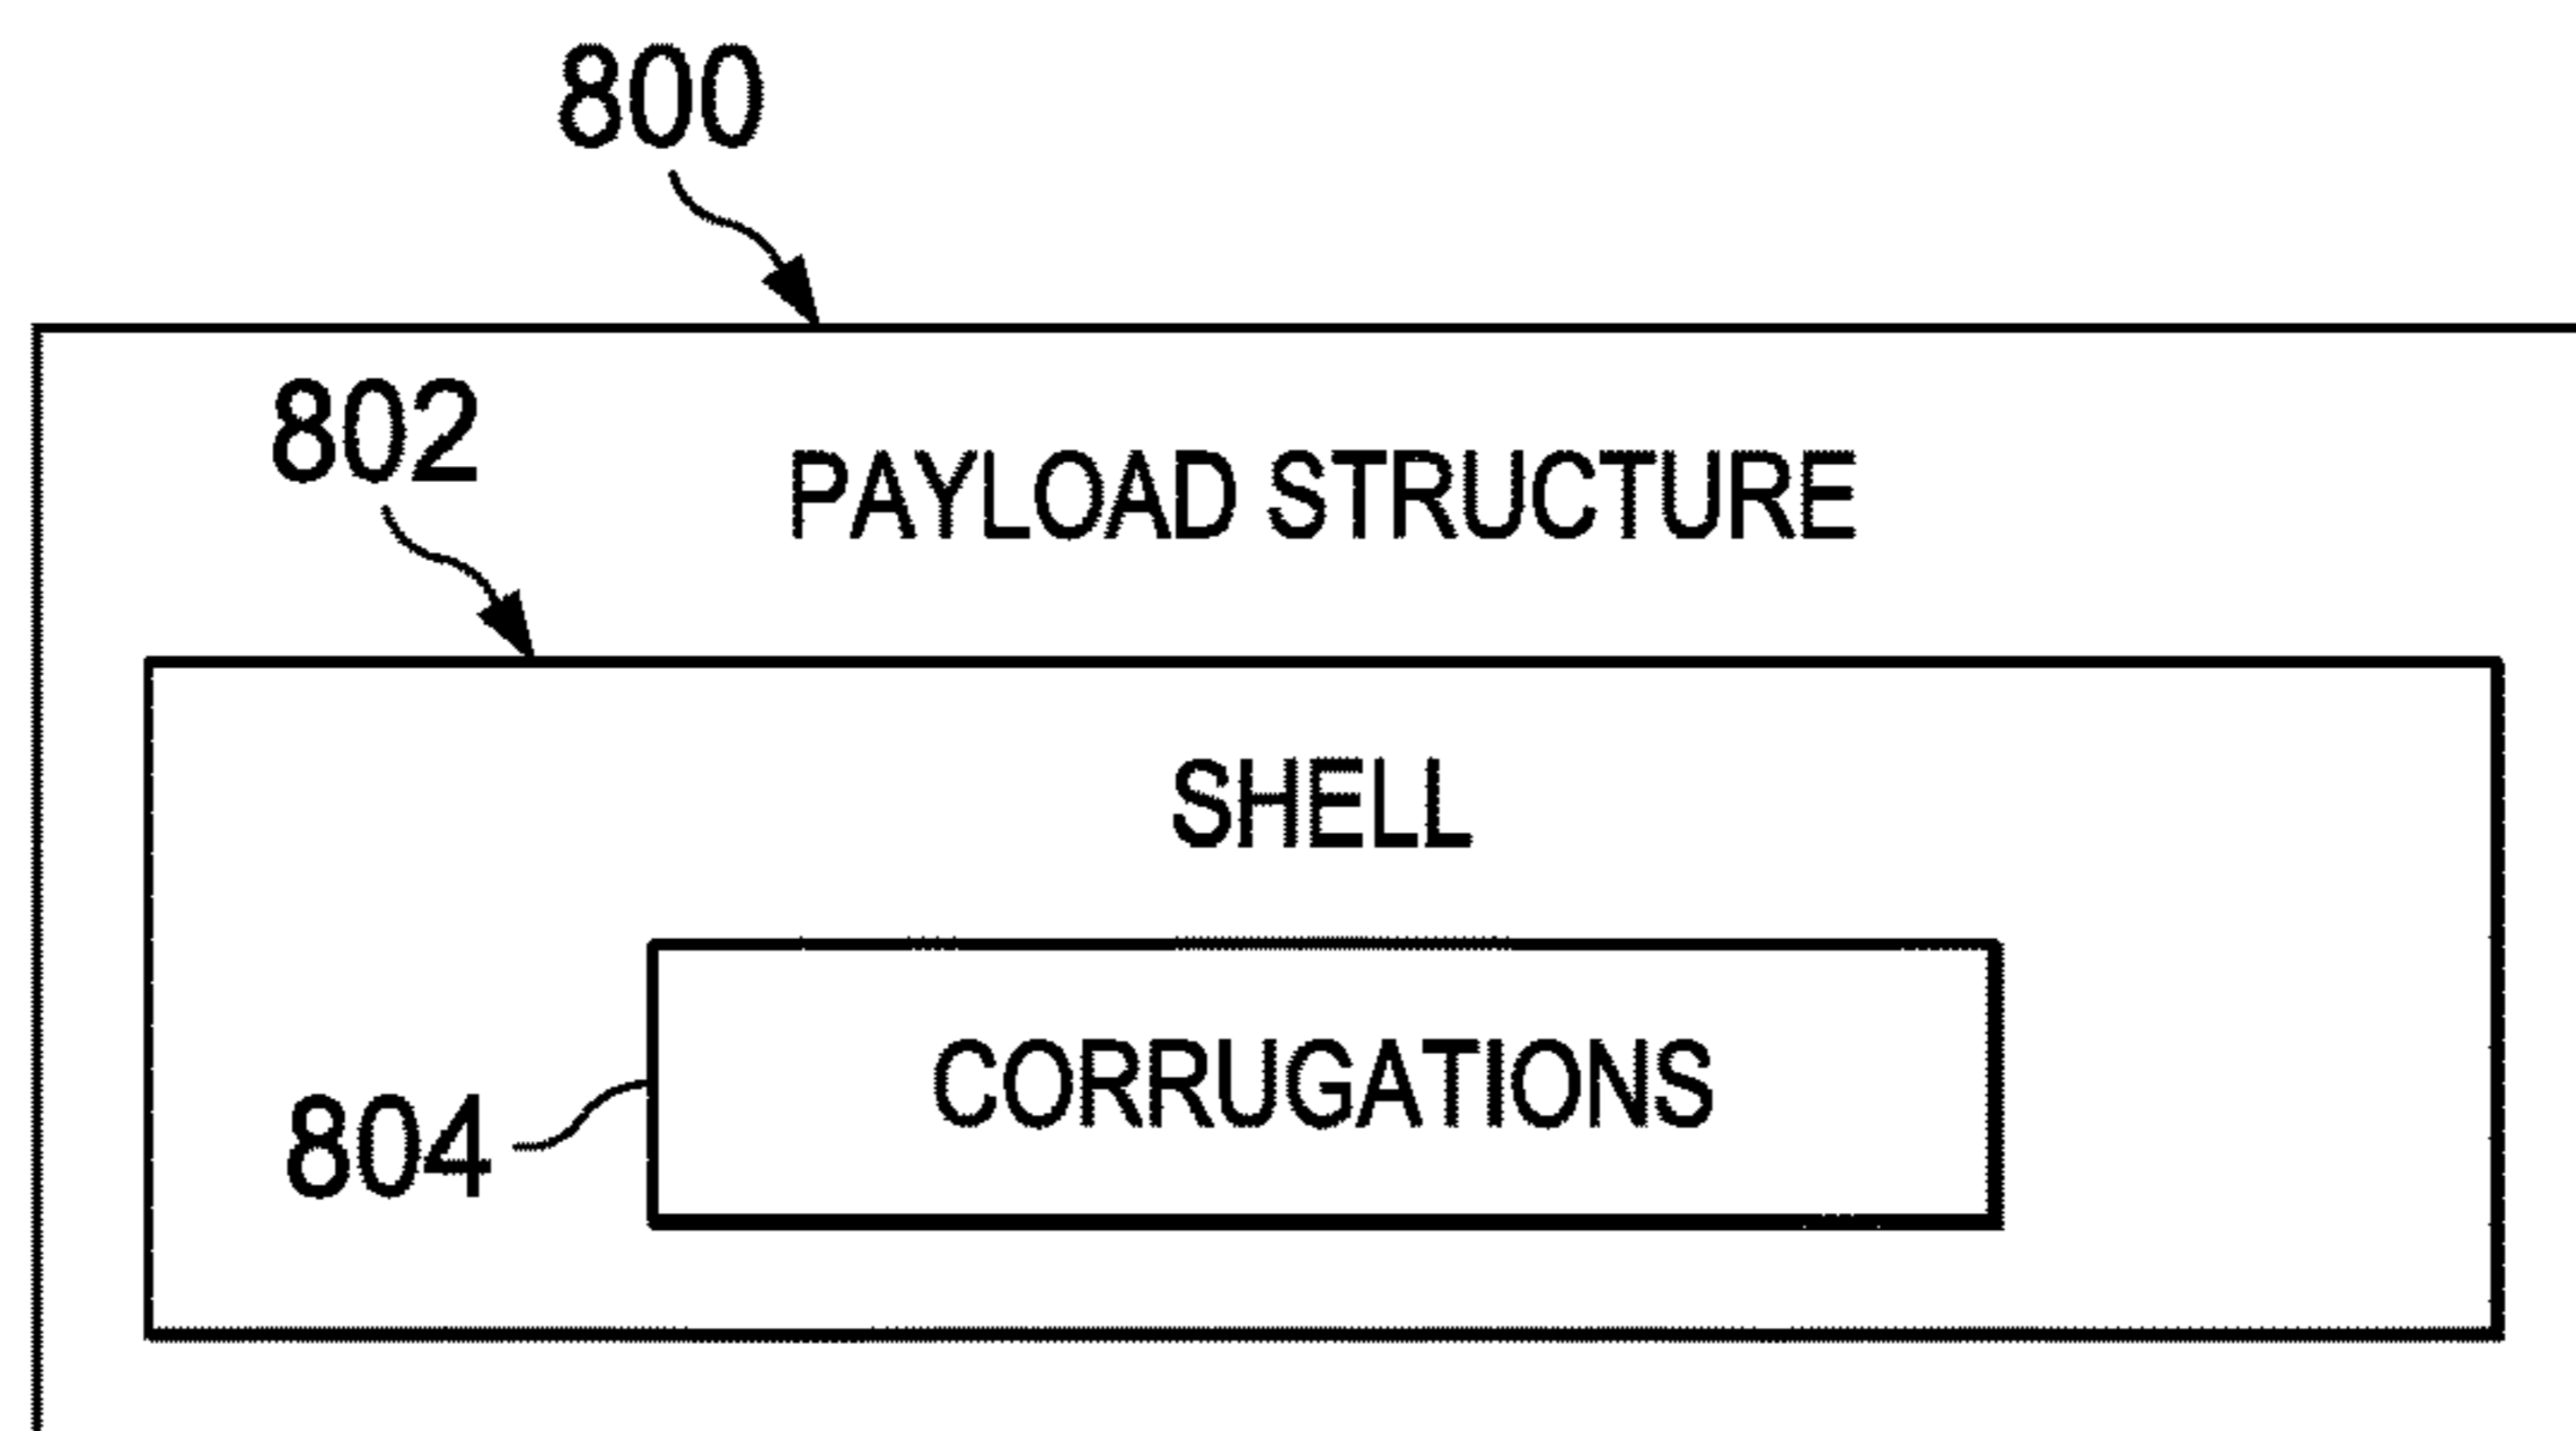 800
802
PAYLOAD STRUCTURE
SHELL
CORRUGATIONS
804